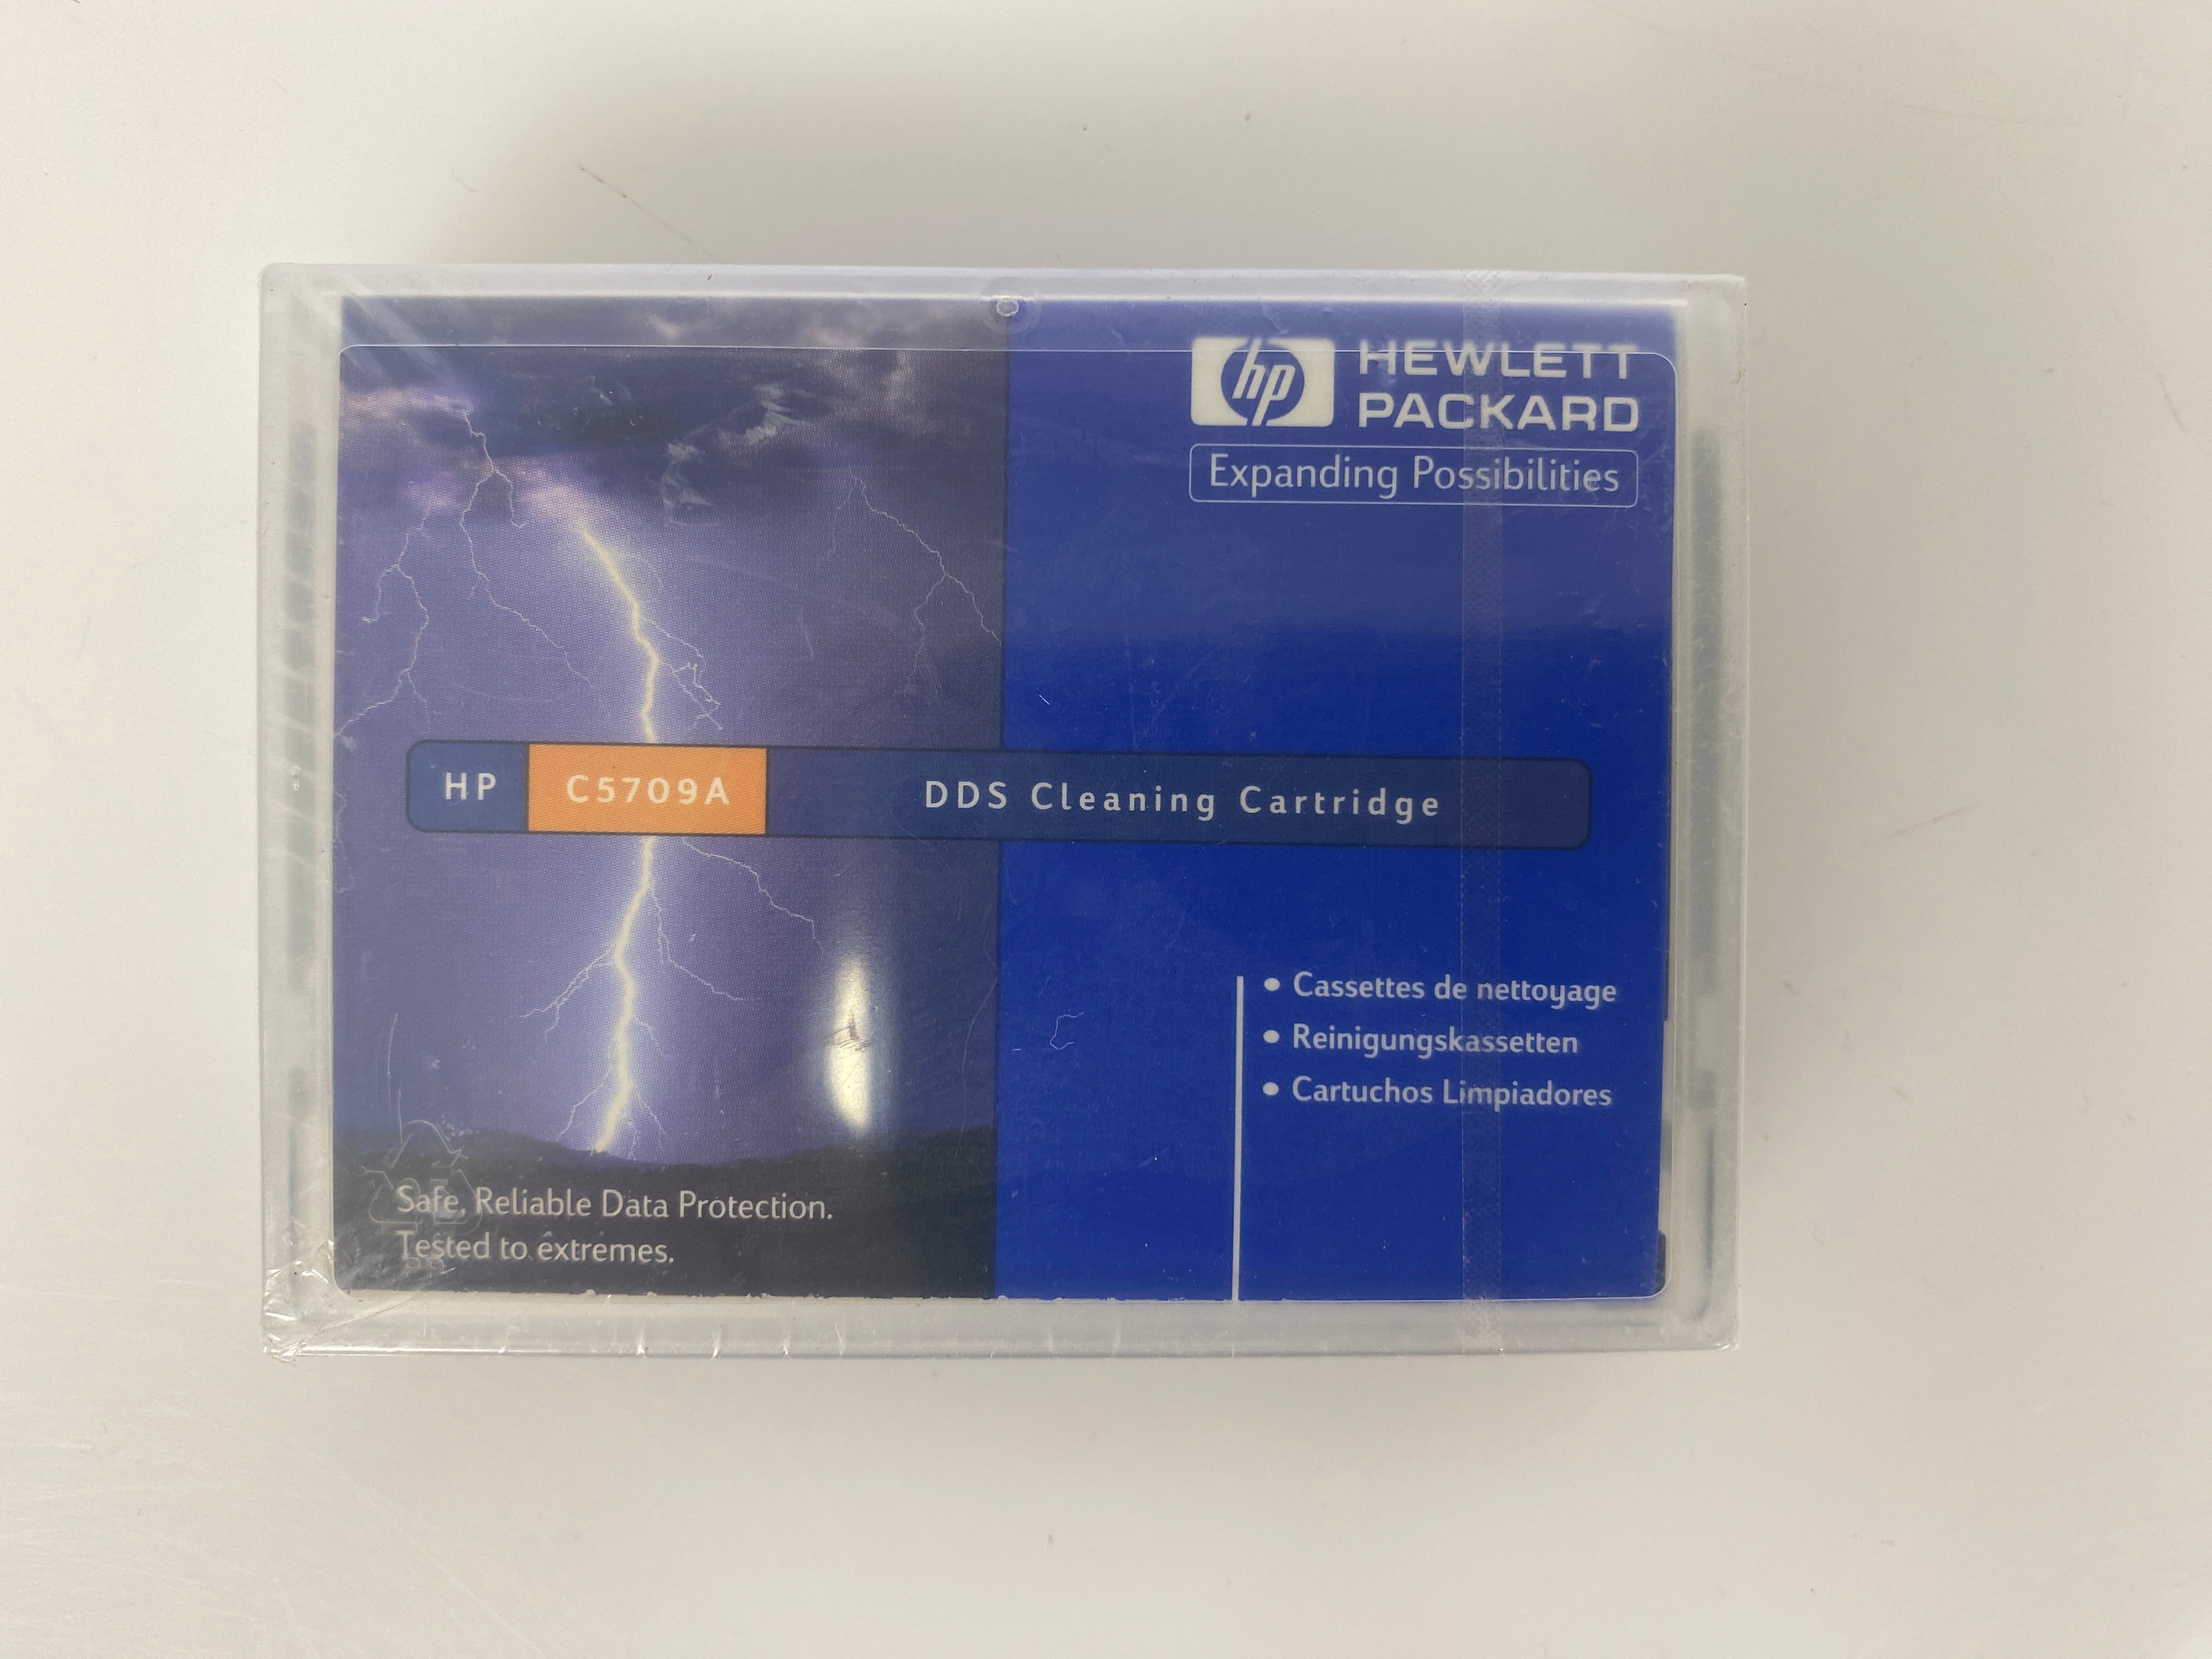 hp HEWLETT
PACKARD
Expanding Possibilities
HP C5709A DDS Cleaning Cartridge
• Cassettes de nettoyage
• Reinigungskassetten
• Cartuchos Limpiadores
Safe, Reliable Data Protection.
Tested to extremes.